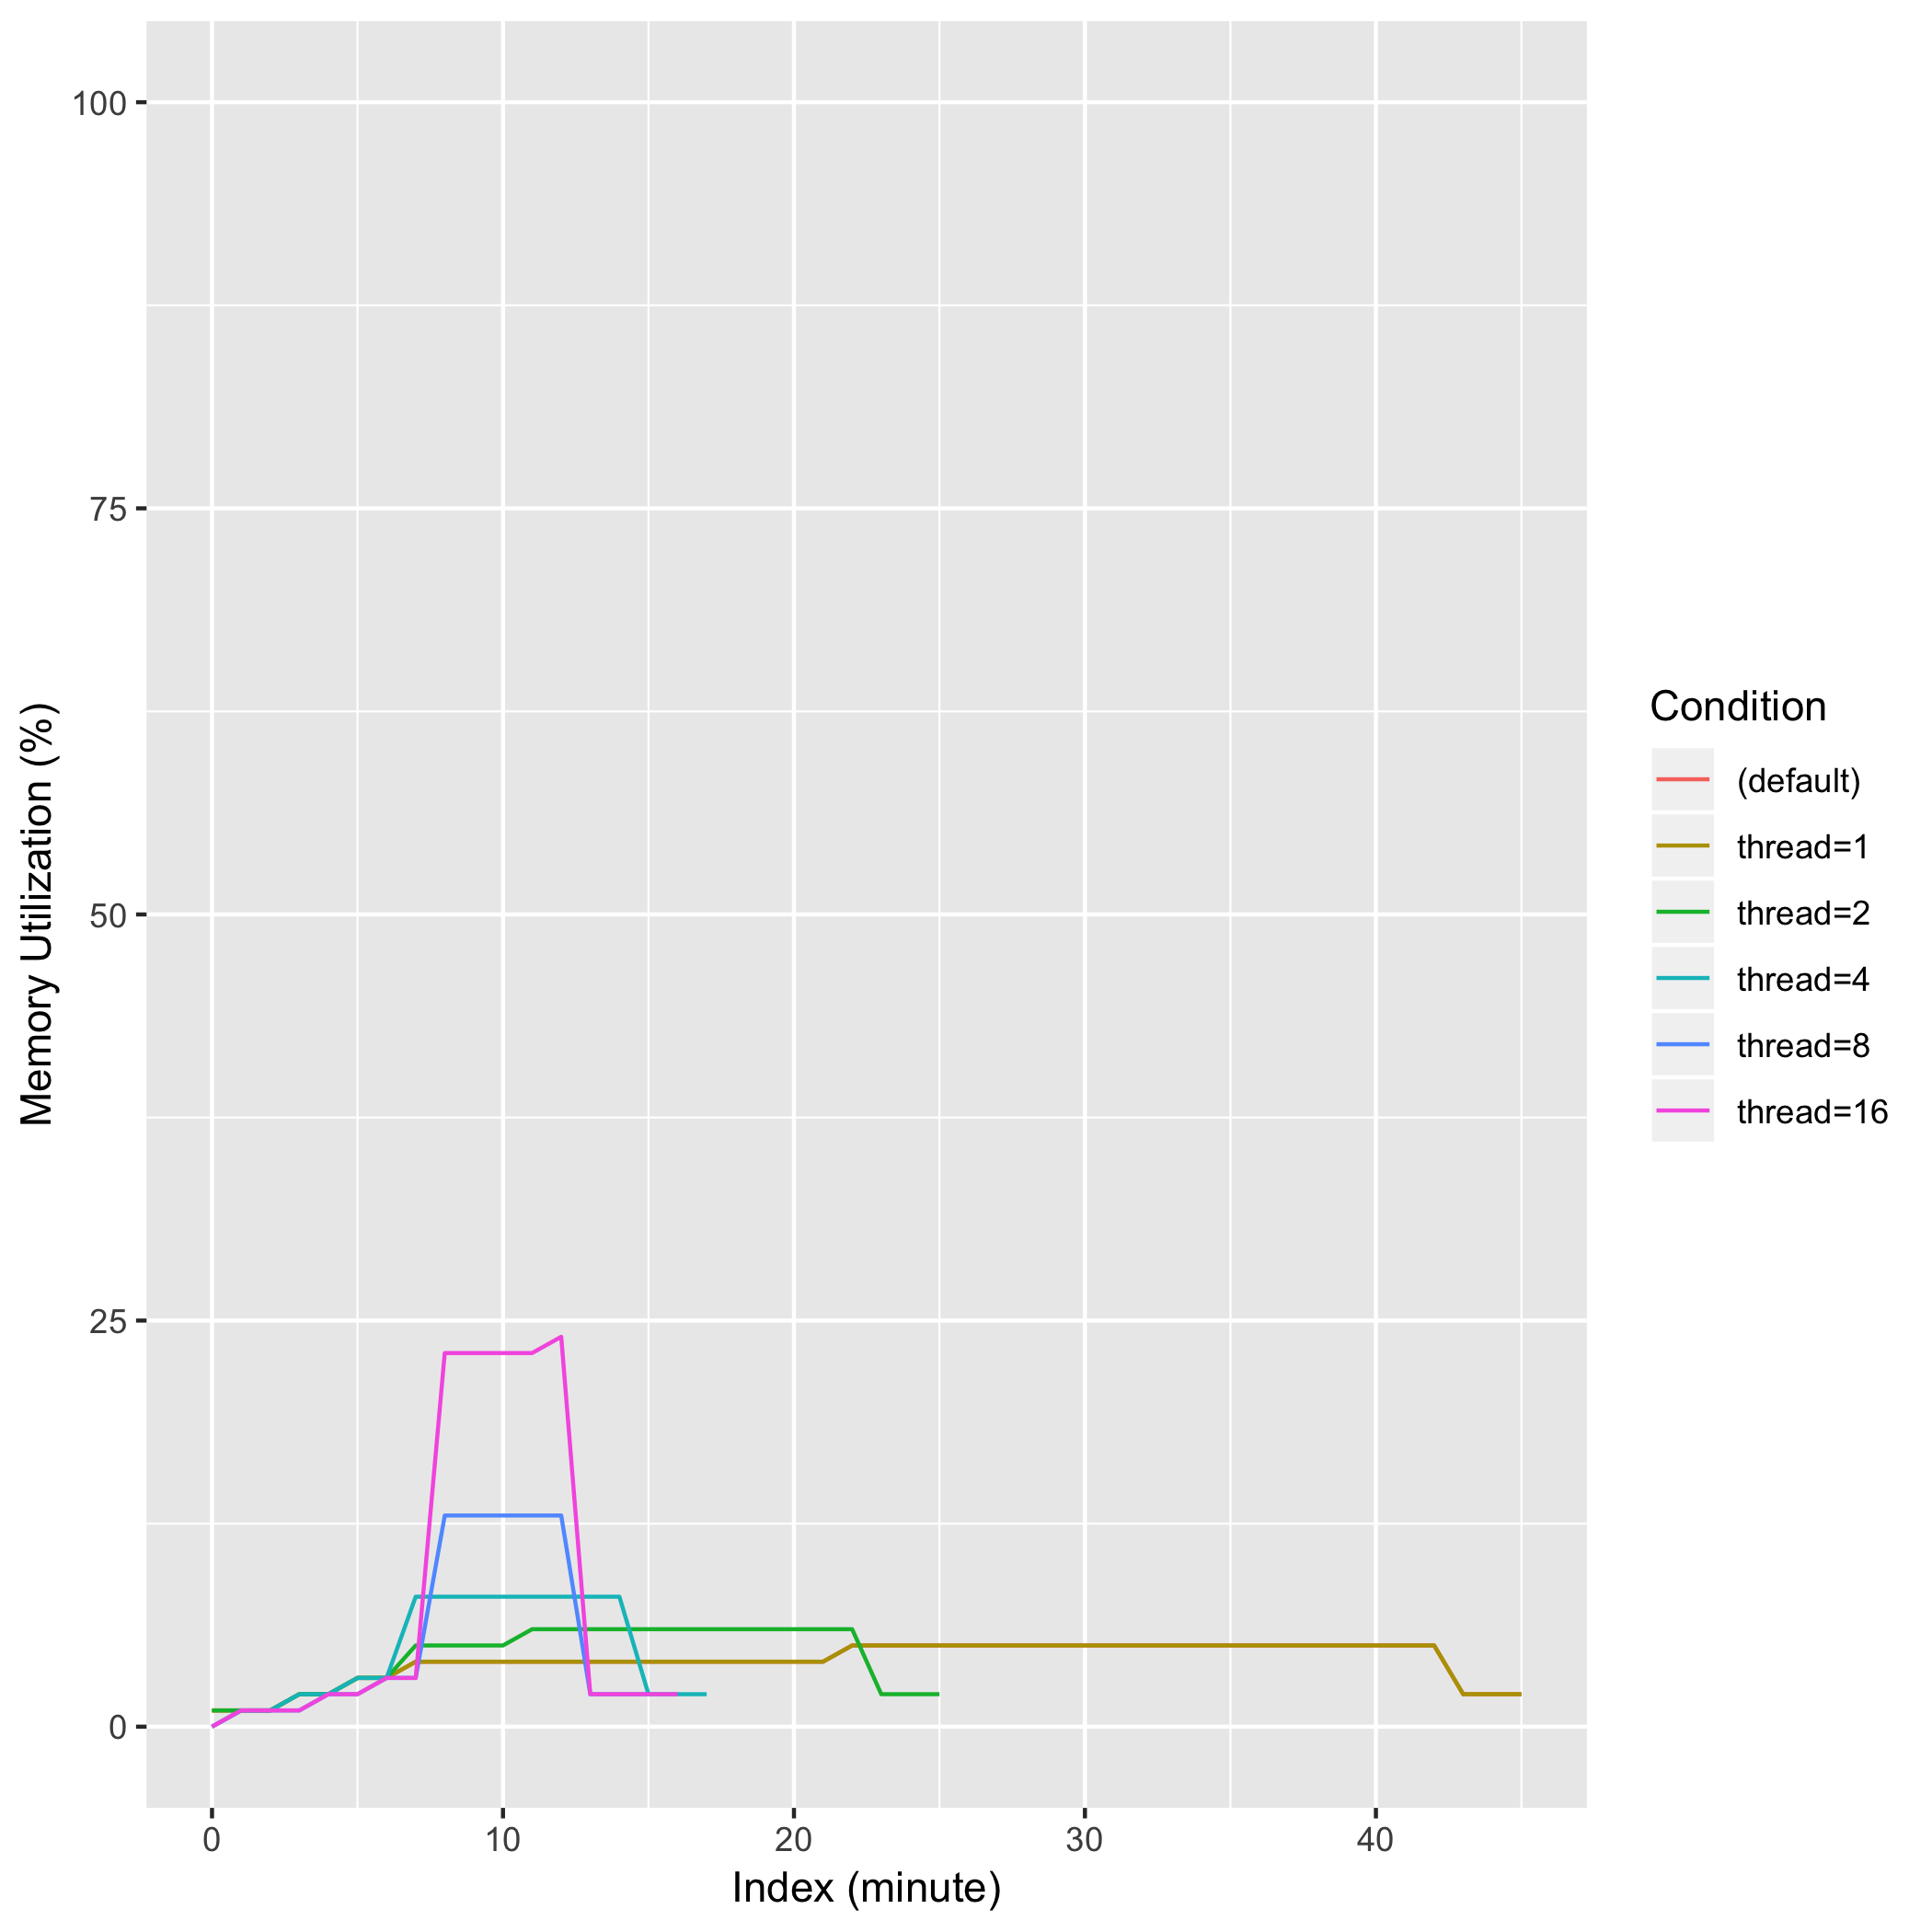 100
75
50
25
0
Memory Utilization (%)
0 10 20 30 40
Index (minute)
Condition
(default)
thread=1
thread=2
thread=4
thread=8
thread=16